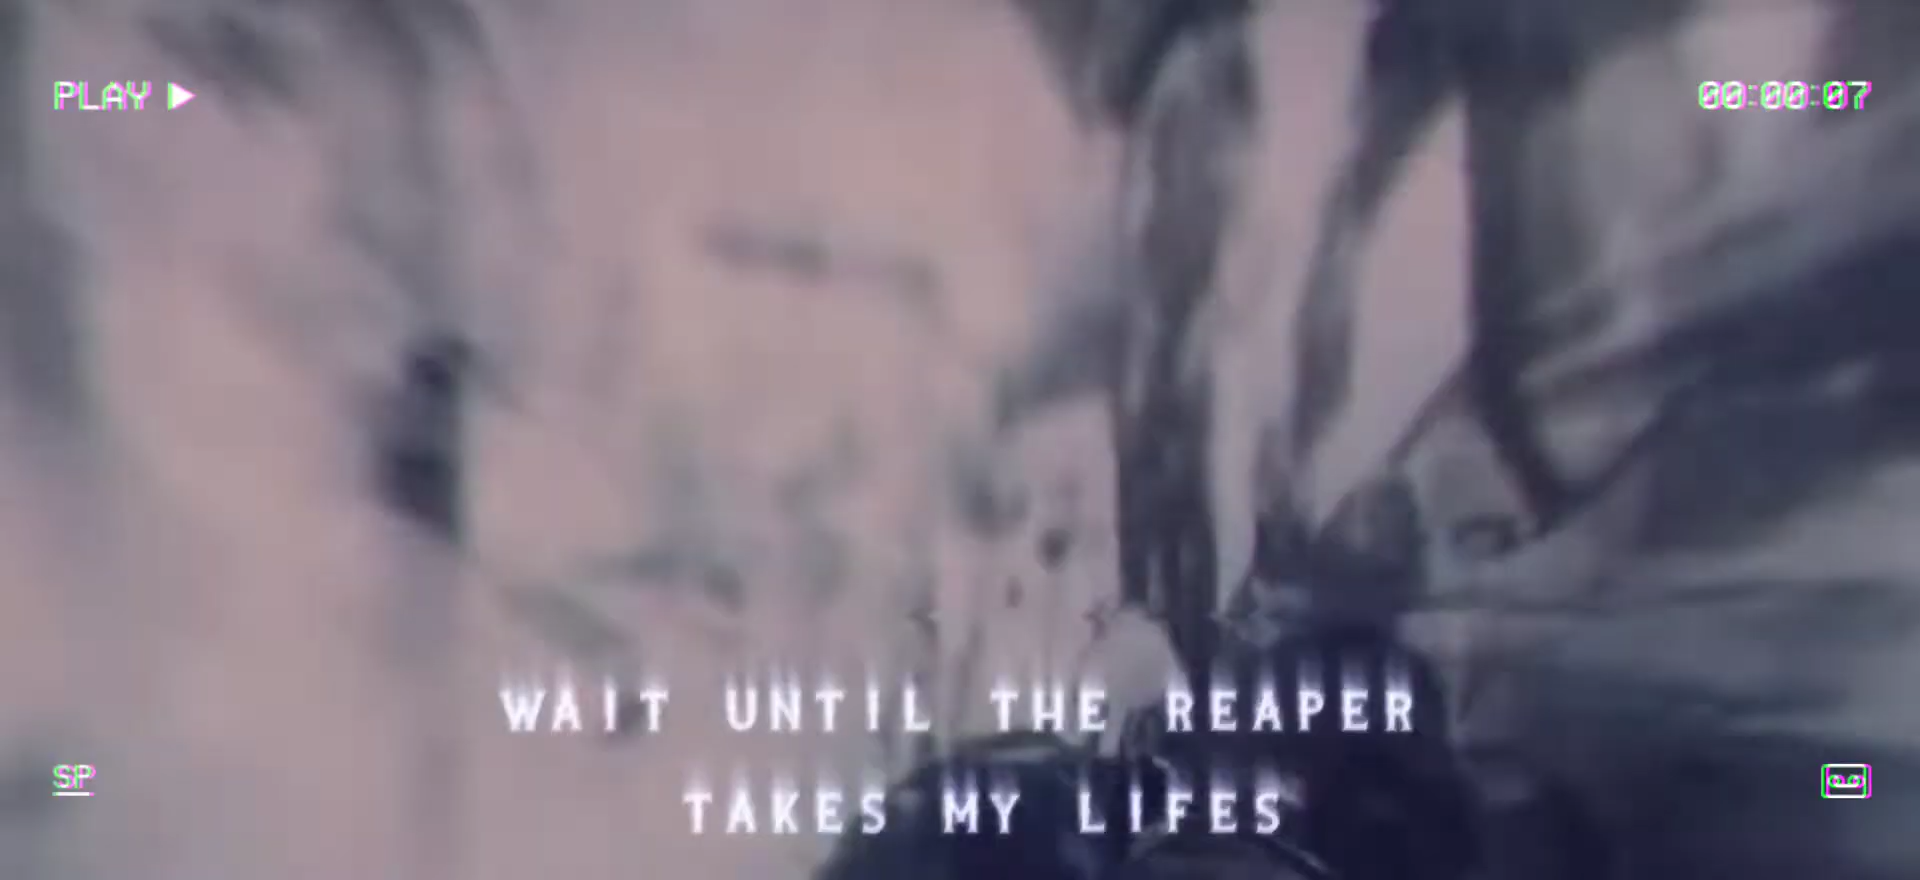 PLAY
00:00:07
WAIT UNTIL THE REAPER
TAKES MY LIFES
SP